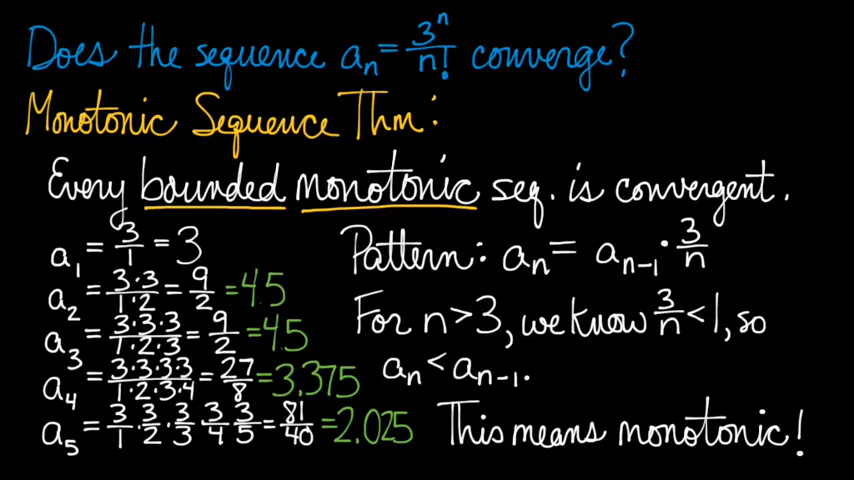 Does the sequence aₙ = 3ⁿ/n! converge?
Monotonic Sequence Thm:
Every bounded monotonic seq. is convergent.
a₁ = 3/1 = 3
a₂ = 3·3/1·2 = 9/2 = 4.5
a₃ = 3·3·3/1·2·3 = 9/2 = 4.5
a₄ = 3·3·3·3/1·2·3·4 = 27/8 = 3.375
a₅ = 3/1 · 3/2 · 3/3 · 3/4 · 3/5 = 81/40 = 2.025
Pattern: aₙ = aₙ₋₁ · 3/n
For n > 3, we know 3/n < 1, so
aₙ < aₙ₋₁.
This means monotonic!